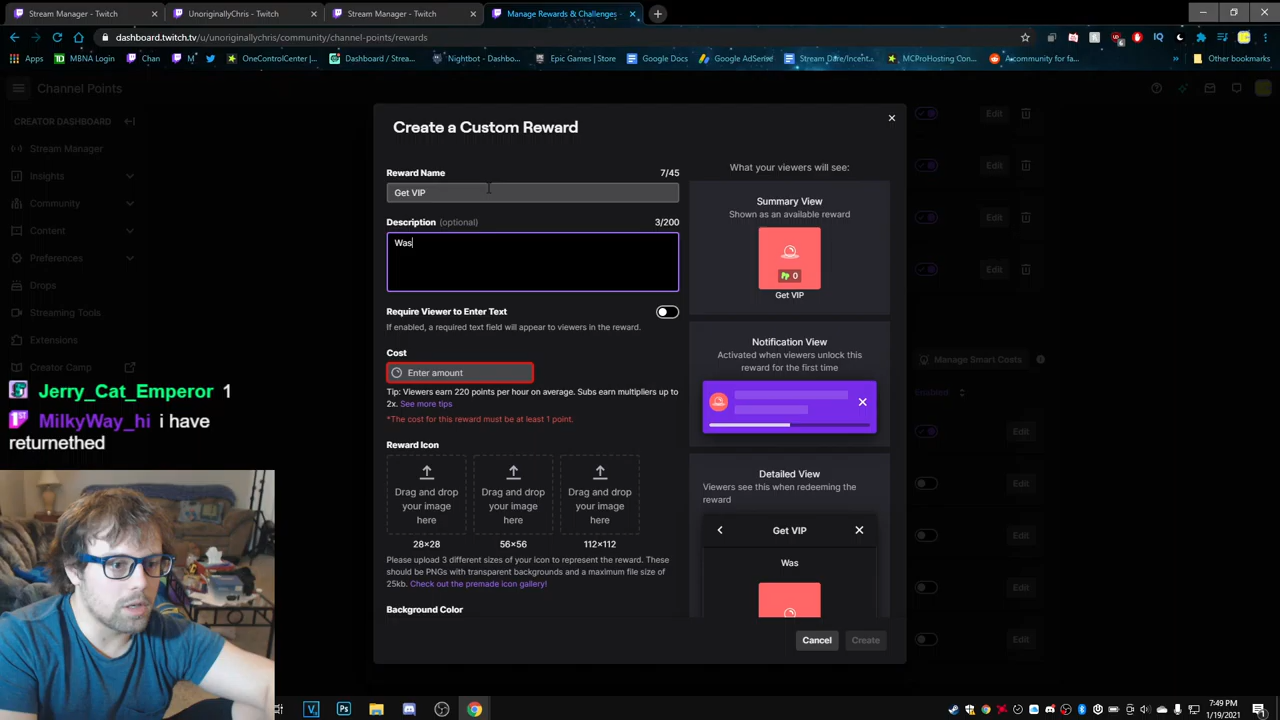 Stream Manager - Twitch
UnoriginallyChris - Twitch
Stream Manager - Twitch
Manage Rewards & Challenges
dashboard.twitch.tv/u/unoriginallychris/community/channel-points/rewards
Apps
MBNA Login
Chan
M
OneControlCenter |...
Dashboard / Strea...
Nightbot - Dashbo...
Epic Games | Store
Google Docs
Google AdSense
Stream Dare/Incent...
MCProHosting Con...
A community for fa...
Other bookmarks
Channel Points
CREATOR DASHBOARD
Stream Manager
Insights
Community
Content
Preferences
Drops
Streaming Tools
Extensions
Creator Camp
Jerry_Cat_Emperor 1
MilkyWay_hi i have
returnethed
Create a Custom Reward
Reward Name 7/45
Get VIP
Description (optional) 3/200
Was
Require Viewer to Enter Text
If enabled, a required text field will appear to viewers in the reward.
Cost
Enter amount
Tip: Viewers earn 220 points per hour on average. Subs earn multipliers up to
2x. See more tips
*The cost for this reward must be at least 1 point.
Reward Icon
Drag and drop
your image
here
Drag and drop
your image
here
Drag and drop
your image
here
28×28
56×56
112×112
Please upload 3 different sizes of your icon to represent the reward. These
should be PNGs with transparent backgrounds and a maximum file size of
25kb. Check out the premade icon gallery!
Background Color
What your viewers will see:
Summary View
Shown as an available reward
0
Get VIP
Notification View
Activated when viewers unlock this
reward for the first time
Detailed View
Viewers see this when redeeming the
reward
Get VIP
Was
Cancel
Create
Edit
Edit
Edit
Edit
Manage Smart Costs
Enabled
Edit
Edit
Edit
Edit
Edit
7:49 PM
1/19/2021